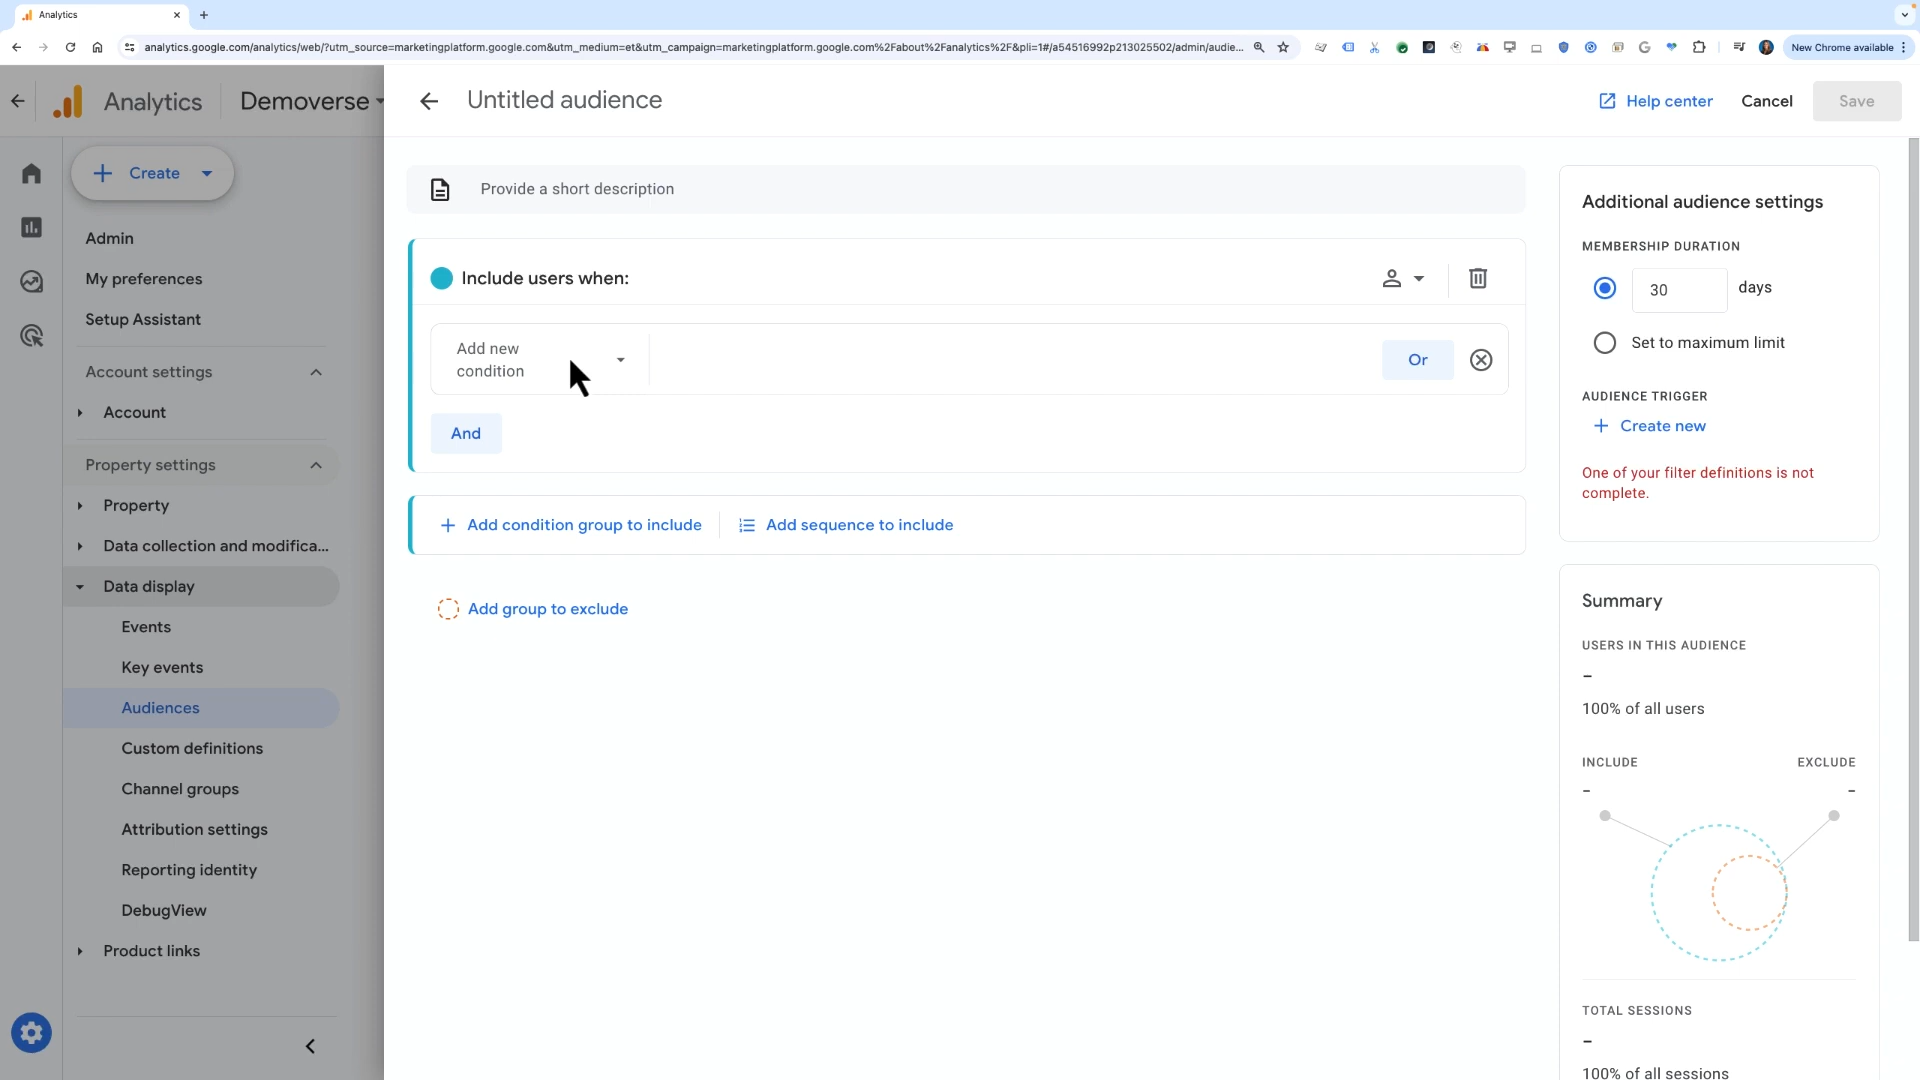 Analytics
analytics.google.com/analytics/web/?utm_source=marketingplatform.google.com&utm_medium=et&utm_campaign=marketingplatform.google.com%2Fabout%2Fanalytics%2F&pli=1#/a54516992p213025502/admin/audie...
New Chrome available
Analytics
Demoverse
Untitled audience
Help center
Cancel
Save
Create
Admin
My preferences
Setup Assistant
Account settings
Account
Property settings
Property
Data collection and modifica...
Data display
Events
Key events
Audiences
Custom definitions
Channel groups
Attribution settings
Reporting identity
DebugView
Product links
Provide a short description
Include users when:
Add new
condition
Or
And
Add condition group to include
Add sequence to include
Add group to exclude
Additional audience settings
MEMBERSHIP DURATION
30 days
Set to maximum limit
AUDIENCE TRIGGER
Create new
One of your filter definitions is not
complete.
Summary
USERS IN THIS AUDIENCE
–
100% of all users
INCLUDE EXCLUDE
– –
TOTAL SESSIONS
–
100% of all sessions